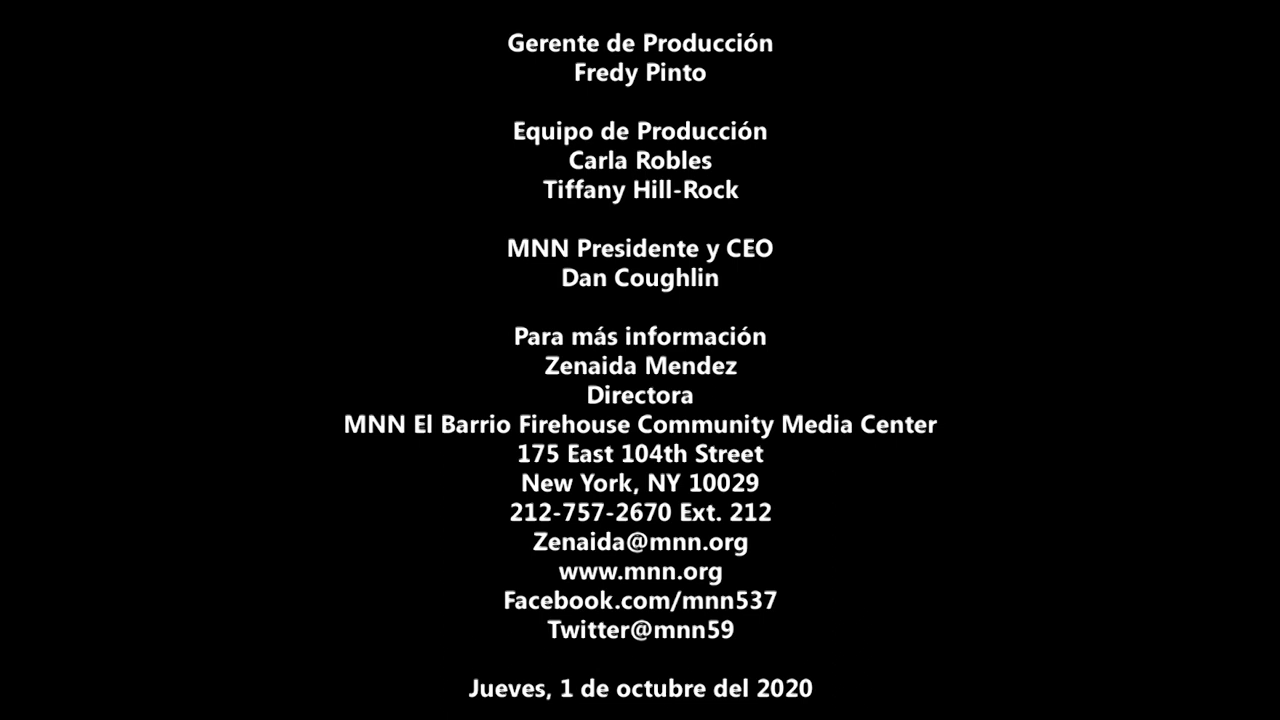 Gerente de Producción
Fredy Pinto
Equipo de Producción
Carla Robles
Tiffany Hill-Rock
MNN Presidente y CEO
Dan Coughlin
Para más información
Zenaida Mendez
Directora
MNN El Barrio Firehouse Community Media Center
175 East 104th Street
New York, NY 10029
212-757-2670 Ext. 212
Zenaida@mnn.org
www.mnn.org
Facebook.com/mnn537
Twitter@mnn59
Jueves, 1 de octubre del 2020